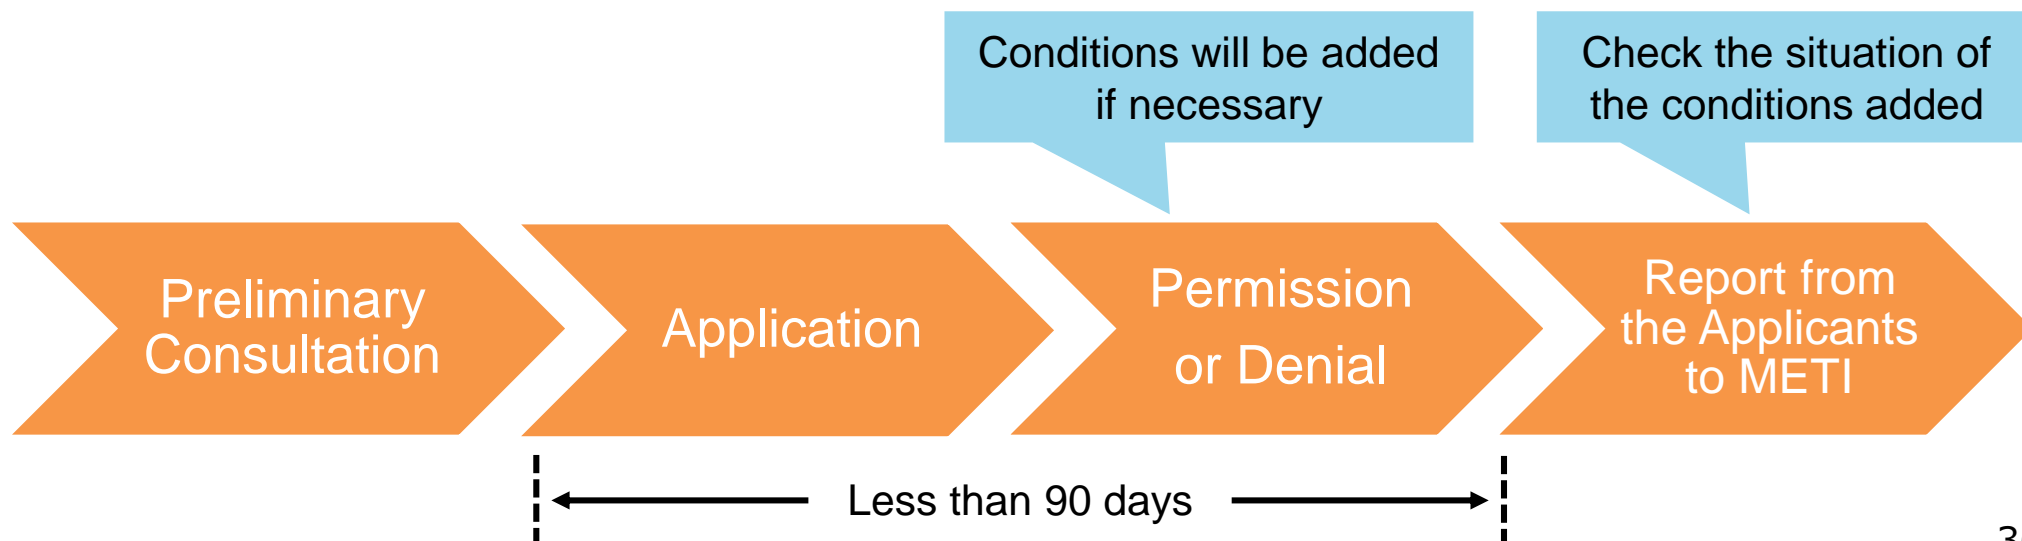 Conditions will be added
if necessary
Check the situation of
the conditions added
Preliminary
Consultation
Application
Permission
or Denial
Report from
the Applicants
to METI
Less than 90 days